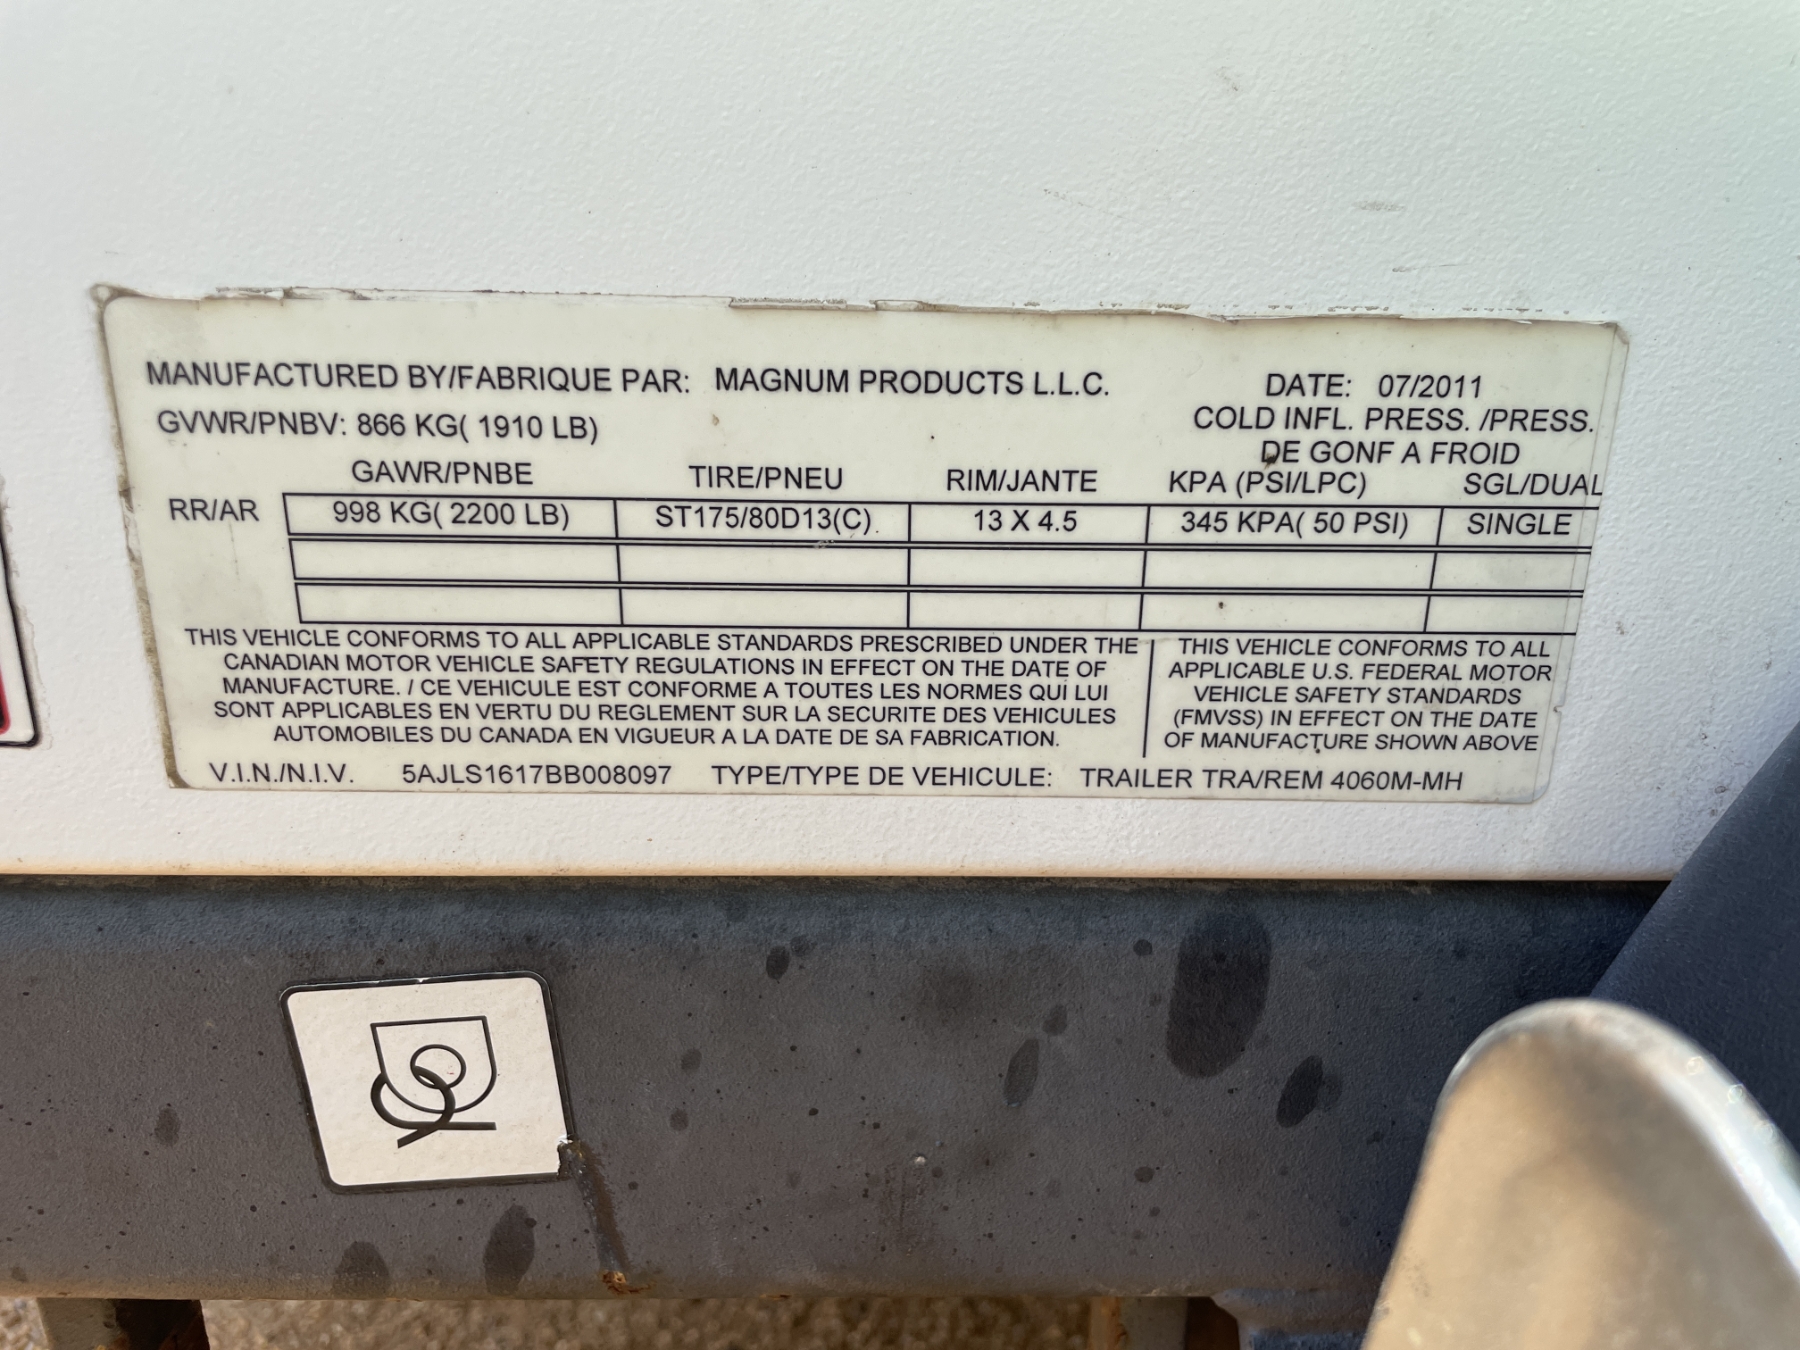 MANUFACTURED BY/FABRIQUE PAR: MAGNUM PRODUCTS L.L.C. DATE: 07/2011
GVWR/PNBV: 866 KG( 1910 LB) COLD INFL. PRESS. /PRESS.
DE GONF A FROID
GAWR/PNBE TIRE/PNEU RIM/JANTE KPA (PSI/LPC) SGL/DUAL
RR/AR 998 KG( 2200 LB) ST175/80D13(C) 13 X 4.5 345 KPA( 50 PSI) SINGLE
THIS VEHICLE CONFORMS TO ALL APPLICABLE STANDARDS PRESCRIBED UNDER THE
CANADIAN MOTOR VEHICLE SAFETY REGULATIONS IN EFFECT ON THE DATE OF
MANUFACTURE. / CE VEHICULE EST CONFORME A TOUTES LES NORMES QUI LUI
SONT APPLICABLES EN VERTU DU REGLEMENT SUR LA SECURITE DES VEHICULES
AUTOMOBILES DU CANADA EN VIGUEUR A LA DATE DE SA FABRICATION.
THIS VEHICLE CONFORMS TO ALL
APPLICABLE U.S. FEDERAL MOTOR
VEHICLE SAFETY STANDARDS
(FMVSS) IN EFFECT ON THE DATE
OF MANUFACTURE SHOWN ABOVE
V.I.N./N.I.V. 5AJLS1617BB008097 TYPE/TYPE DE VEHICULE: TRAILER TRA/REM 4060M-MH